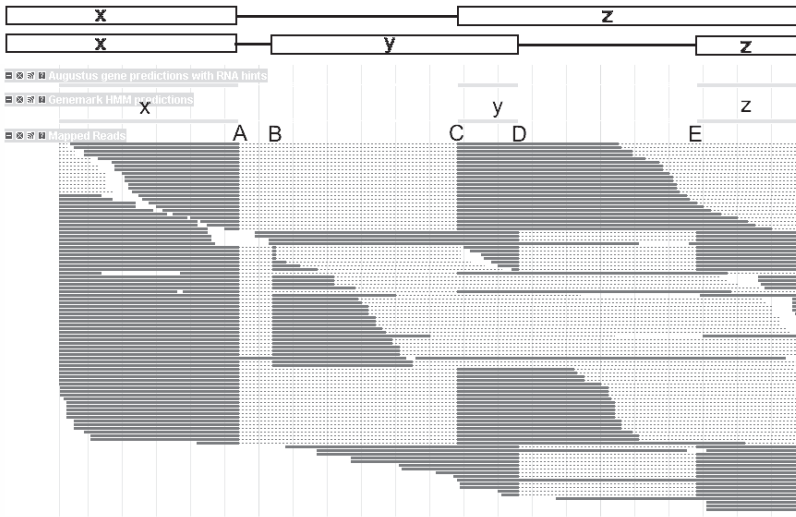 x z
x y z
Augustus gene predictions with RNA hints
Genemark HMM predictions
x y z
Mapped Reads
A B C D E